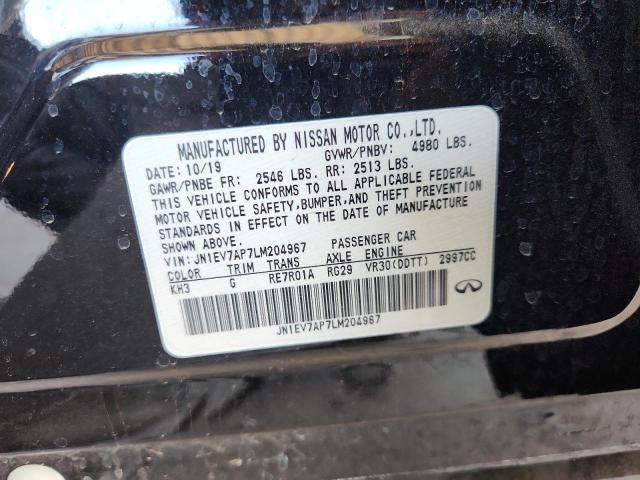 MANUFACTURED BY NISSAN MOTOR CO.,LTD.
DATE: 10/19 GVWR/PNBV: 4980 LBS.
GAWR/PNBE FR: 2546 LBS. RR: 2513 LBS.
THIS VEHICLE CONFORMS TO ALL APPLICABLE FEDERAL
MOTOR VEHICLE SAFETY,BUMPER,AND THEFT PREVENTION
STANDARDS IN EFFECT ON THE DATE OF MANUFACTURE
SHOWN ABOVE.
VIN: JN1EV7AP7LM204967 PASSENGER CAR
COLOR TRIM TRANS AXLE ENGINE
KH3 G RE7R01A RG29 VR30(DDTT) 2997CC
JN1EV7AP7LM204967